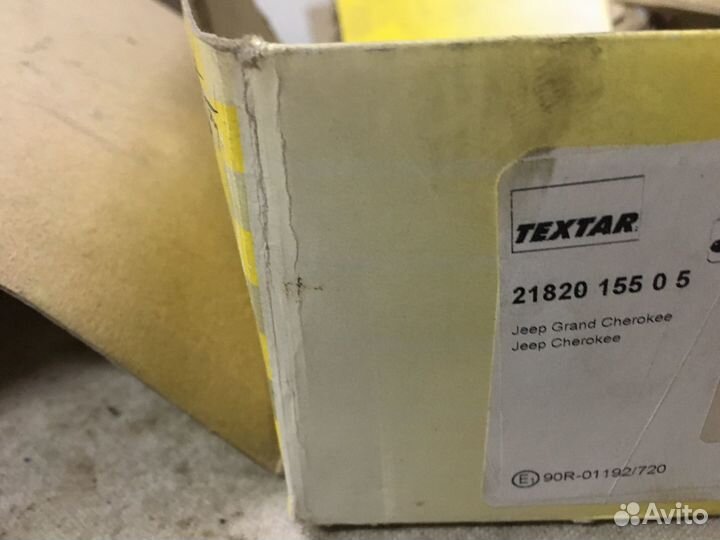 TEXTAR
21820 155 0 5
Jeep Grand Cherokee
Jeep Cherokee
E1 90R-01192/720
Avito